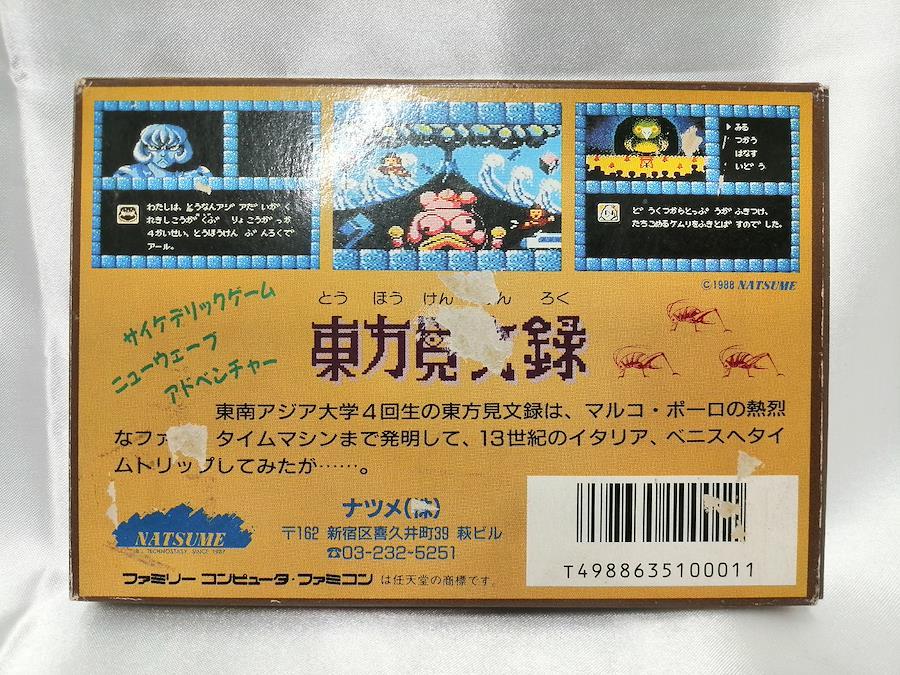 わたしは、とうなんアジアだいがく
れきしこうがくぶ りょこうがっか
4かいせい、とうほうけんぶんろくで
アール。
みる
つかう
はなす
いどう
どうくつからとっぷうがふきつけ、
たちこめるケムリをふきとばすのでした。
©1988 NATSUME
サイケデリックゲーム
ニューウェーブ
アドベンチャー
とう ほう けん ん ろく
東方見文録
東南アジア大学4回生の東方見文録は、マルコ・ポーロの熱烈
なファ タイムマシンまで発明して、13世紀のイタリア、ベニスへタイ
ムトリップしてみたが……。
NATSUME
TECHNOSTASY, SINCE 1987
ナツメ(株)
〒162 新宿区喜久井町39 萩ビル
☎03-232-5251
ファミリーコンピュータ・ファミコン は任天堂の商標です。
T4988635100011